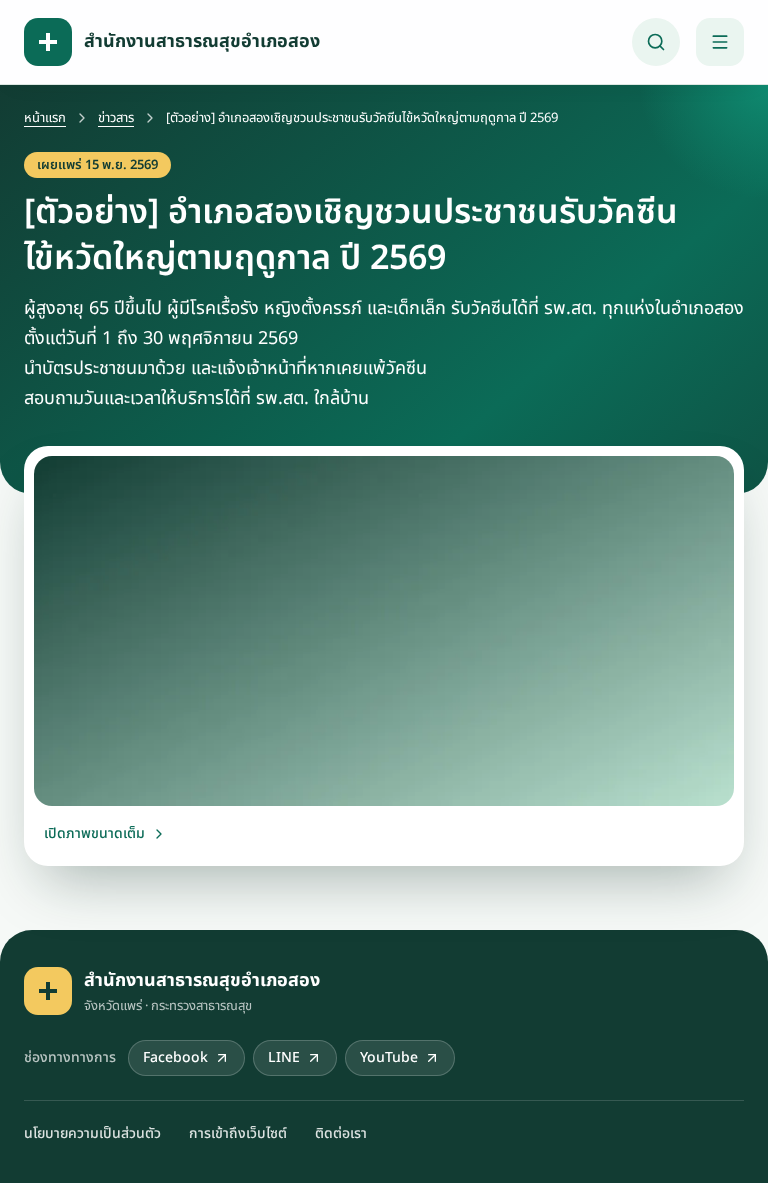 สำนักงานสาธารณสุขอำเภอสอง
หน้าแรก
ข่าวสาร
[ตัวอย่าง] อำเภอสองเชิญชวนประชาชนรับวัคซีนไข้หวัดใหญ่ตามฤดูกาล ปี 2569
เผยแพร่ 15 พ.ย. 2569
[ตัวอย่าง] อำเภอสองเชิญชวนประชาชนรับวัคซีน
ไข้หวัดใหญ่ตามฤดูกาล ปี 2569
ผู้สูงอายุ 65 ปีขึ้นไป ผู้มีโรคเรื้อรัง หญิงตั้งครรภ์ และเด็กเล็ก รับวัคซีนได้ที่ รพ.สต. ทุกแห่งในอำเภอสอง
ตั้งแต่วันที่ 1 ถึง 30 พฤศจิกายน 2569
นำบัตรประชาชนมาด้วย และแจ้งเจ้าหน้าที่หากเคยแพ้วัคซีน
สอบถามวันและเวลาให้บริการได้ที่ รพ.สต. ใกล้บ้าน
เปิดภาพขนาดเต็ม
สำนักงานสาธารณสุขอำเภอสอง
จังหวัดแพร่ · กระทรวงสาธารณสุข
ช่องทางทางการ
Facebook
LINE
YouTube
นโยบายความเป็นส่วนตัว
การเข้าถึงเว็บไซต์
ติดต่อเรา